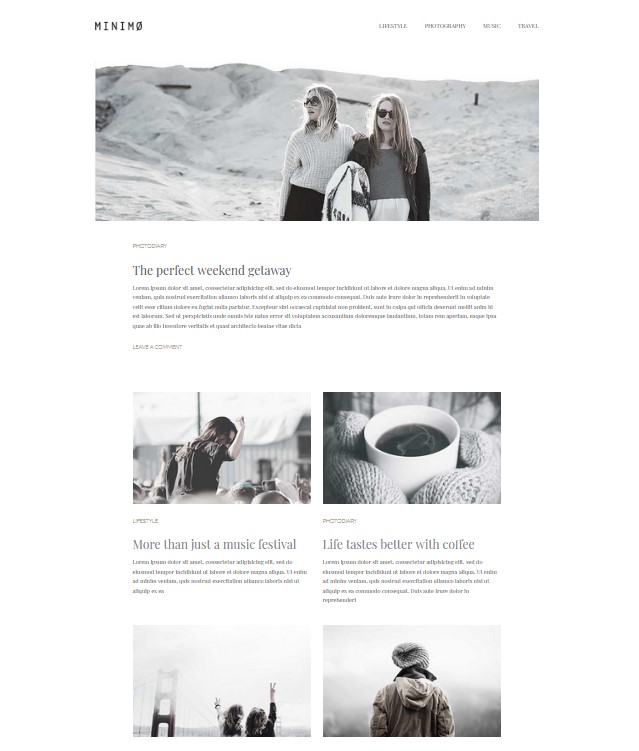 MINIMØ
LIFESTYLE PHOTOGRAPHY MUSIC TRAVEL
PHOTODIARY
The perfect weekend getaway
Lorem ipsum dolor sit amet, consectetur adipisicing elit, sed do eiusmod tempor incididunt ut labore et dolore magna aliqua. Ut enim ad minim
veniam, quis nostrud exercitation ullamco laboris nisi ut aliquip ex ea commodo consequat. Duis aute irure dolor in reprehenderit in voluptate
velit esse cillum dolore eu fugiat nulla pariatur. Excepteur sint occaecat cupidatat non proident, sunt in culpa qui officia deserunt mollit anim id
est laborum. Sed ut perspiciatis unde omnis iste natus error sit voluptatem accusantium doloremque laudantium, totam rem aperiam, eaque ipsa
quae ab illo inventore veritatis et quasi architecto beatae vitae dicta
LEAVE A COMMENT
LIFESTYLE
More than just a music festival
Lorem ipsum dolor sit amet, consectetur adipisicing elit, sed do
eiusmod tempor incididunt ut labore et dolore magna aliqua. Ut enim
ad minim veniam, quis nostrud exercitation ullamco laboris nisi ut
aliquip ex ea
PHOTODIARY
Life tastes better with coffee
Lorem ipsum dolor sit amet, consectetur adipisicing elit, sed do
eiusmod tempor incididunt ut labore et dolore magna aliqua. Ut enim
ad minim veniam, quis nostrud exercitation ullamco laboris nisi ut
aliquip ex ea commodo consequat. Duis aute irure dolor in
reprehenderi